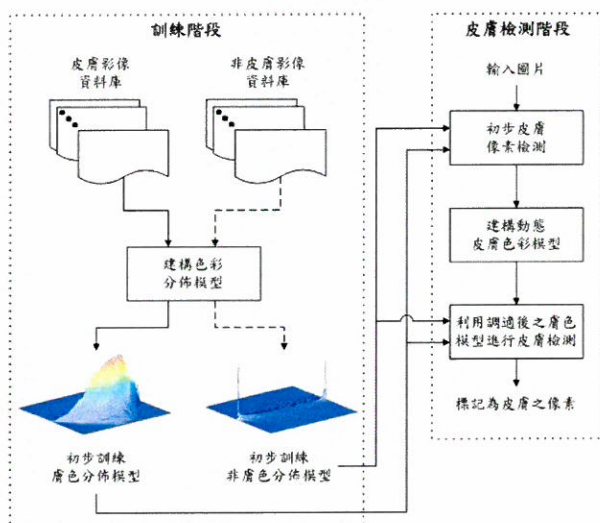 訓練階段
皮膚影像
資料庫
非皮膚影像
資料庫
建構色彩
分佈模型
初步訓練
膚色分佈模型
初步訓練
非膚色分佈模型
皮膚檢測階段
輸入圖片
初步皮膚
像素檢測
建構動態
皮膚色彩模型
利用調適後之膚色
模型進行皮膚檢測
標記為皮膚之像素